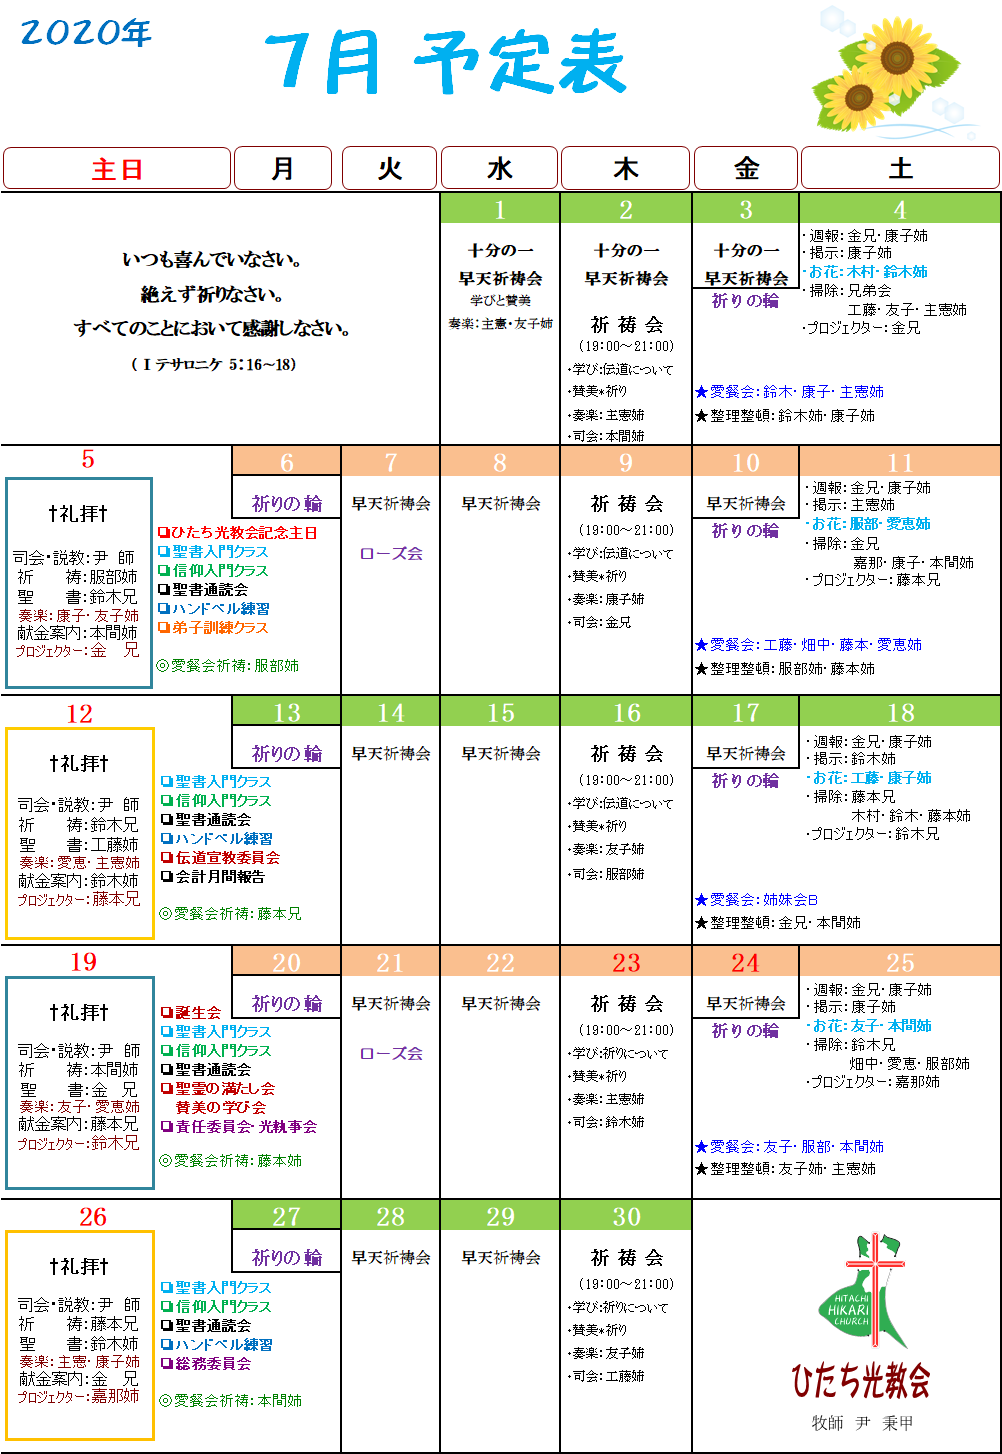 2020年
7月 予定表
主日
月
火
水
木
金
土
いつも喜んでいなさい。
絶えず祈りなさい。
すべてのことにおいて感謝しなさい。
(Ⅰテサロニケ 5:16~18)
1
十分の一
早天祈祷会
学びと賛美
奏楽:主憲・友子姉
2
十分の一
早天祈祷会
祈 祷 会
(19:00~21:00)
・学び:伝道について
・賛美*祈り
・奏楽:主憲姉
・司会:本間姉
3
十分の一
早天祈祷会
祈りの輪
4
・週報:金兄・康子姉
・掲示:康子姉
・お花:木村・鈴木姉
・掃除:兄弟会
工藤・友子・主憲姉
・プロジェクター:金兄
★愛餐会:鈴木・康子・主憲姉
★整理整頓:鈴木姉・康子姉
5
†礼拝†
司会・説教:尹 師
祈 祷:服部姉
聖 書:鈴木兄
奏楽:康子・友子姉
献金案内:本間姉
プロジェクター:金 兄
❏ひたち光教会記念主日
❏聖書入門クラス
❏信仰入門クラス
❏聖書通読会
❏ハンドベル練習
❏弟子訓練クラス
◎愛餐会祈祷:服部姉
6
祈りの輪
7
早天祈祷会
ローズ会
8
早天祈祷会
9
祈 祷 会
(19:00~21:00)
・学び:伝道について
・賛美*祈り
・奏楽:康子姉
・司会:金兄
10
早天祈祷会
祈りの輪
11
・週報:金兄・康子姉
・掲示:主憲姉
・お花:服部・愛恵姉
・掃除:金兄
嘉那・康子・本間姉
・プロジェクター:藤本兄
★愛餐会:工藤・畑中・藤本・愛恵姉
★整理整頓:服部姉・藤本姉
12
†礼拝†
司会・説教:尹 師
祈 祷:鈴木兄
聖 書:工藤姉
奏楽:愛恵・主憲姉
献金案内:鈴木姉
プロジェクター:藤本兄
❏聖書入門クラス
❏信仰入門クラス
❏聖書通読会
❏ハンドベル練習
❏伝道宣教委員会
❏会計月間報告
◎愛餐会祈祷:藤本兄
13
祈りの輪
14
早天祈祷会
15
早天祈祷会
16
祈 祷 会
(19:00~21:00)
・学び:伝道について
・賛美*祈り
・奏楽:友子姉
・司会:服部姉
17
早天祈祷会
祈りの輪
18
・週報:金兄・康子姉
・掲示:鈴木姉
・お花:工藤・康子姉
・掃除:藤本兄
木村・鈴木・藤本姉
・プロジェクター:鈴木兄
★愛餐会:姉妹会B
★整理整頓:金兄・本間姉
19
†礼拝†
司会・説教:尹 師
祈 祷:本間姉
聖 書:金 兄
奏楽:友子・愛恵姉
献金案内:藤本兄
プロジェクター:鈴木兄
❏誕生会
❏聖書入門クラス
❏信仰入門クラス
❏聖書通読会
❏聖霊の満たし会
賛美の学び会
❏責任委員会・光執事会
◎愛餐会祈祷:藤本姉
20
祈りの輪
21
早天祈祷会
ローズ会
22
早天祈祷会
23
祈 祷 会
(19:00~21:00)
・学び:祈りについて
・賛美*祈り
・奏楽:主憲姉
・司会:鈴木姉
24
早天祈祷会
祈りの輪
25
・週報:金兄・康子姉
・掲示:康子姉
・お花:友子・本間姉
・掃除:鈴木兄
畑中・愛恵・服部姉
・プロジェクター:嘉那姉
★愛餐会:友子・服部・本間姉
★整理整頓:友子姉・主憲姉
26
†礼拝†
司会・説教:尹 師
祈 祷:藤本兄
聖 書:鈴木姉
奏楽:主憲・康子姉
献金案内:金 兄
プロジェクター:嘉那姉
❏聖書入門クラス
❏信仰入門クラス
❏聖書通読会
❏ハンドベル練習
❏総務委員会
◎愛餐会祈祷:本間姉
27
祈りの輪
28
早天祈祷会
29
早天祈祷会
30
祈 祷 会
(19:00~21:00)
・学び:祈りについて
・賛美*祈り
・奏楽:友子姉
・司会:工藤姉
HITACHI
HIKARI
CHURCH
ひたち光教会
牧師 尹 秉甲